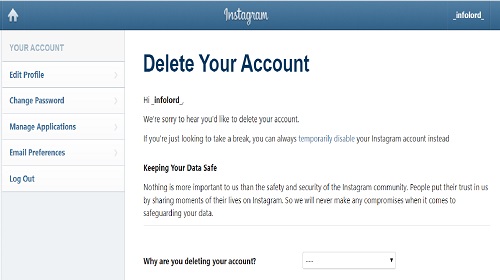 Instagram
_infolord_
YOUR ACCOUNT
Edit Profile
Change Password
Manage Applications
Email Preferences
Log Out
Delete Your Account
Hi _infolord_,
We're sorry to hear you'd like to delete your account.
If you're just looking to take a break, you can always temporarily disable your Instagram account instead
Keeping Your Data Safe
Nothing is more important to us than the safety and security of the Instagram community. People put their trust in us
by sharing moments of their lives on Instagram. So we will never make any compromises when it comes to
safeguarding your data.
Why are you deleting your account?
----